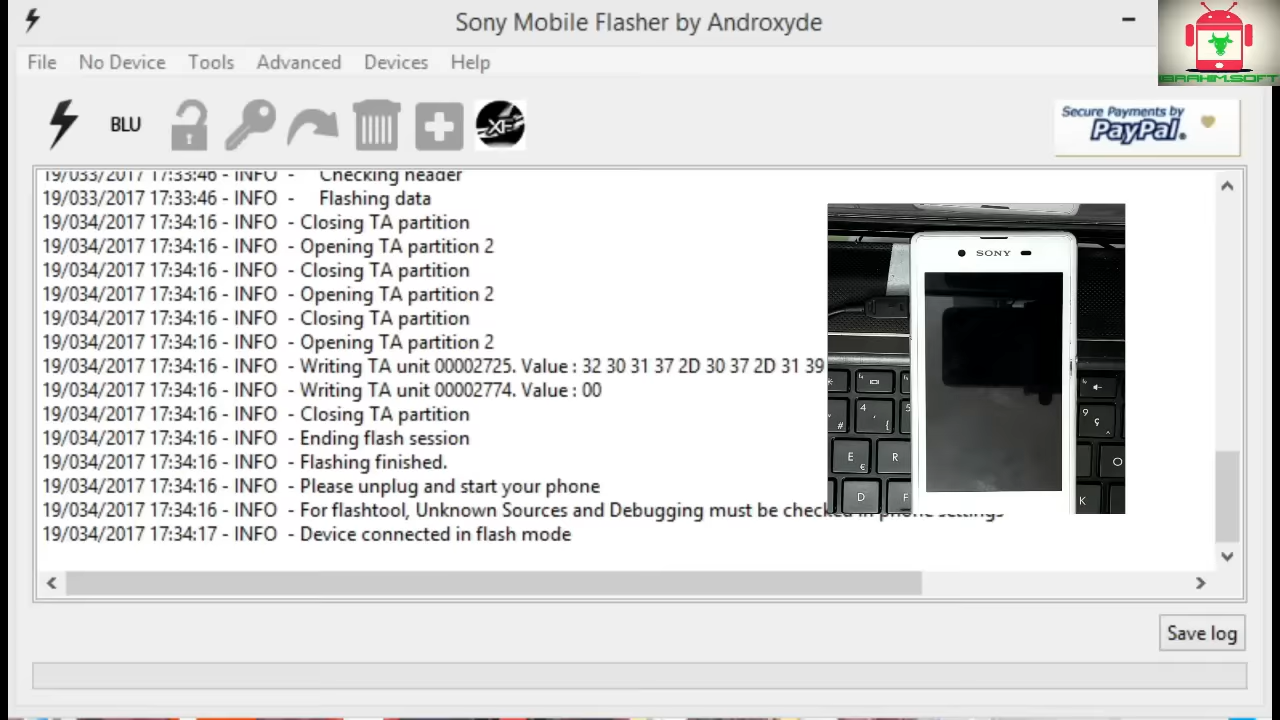 Sony Mobile Flasher by Androxyde
IBRAHIM.SOFT
File No Device Tools Advanced Devices Help
BLU
XF
Secure Payments by
PayPal.
19/033/2017 17:33:46 - INFO - Checking header
19/033/2017 17:33:46 - INFO - Flashing data
19/034/2017 17:34:16 - INFO - Closing TA partition
19/034/2017 17:34:16 - INFO - Opening TA partition 2
19/034/2017 17:34:16 - INFO - Closing TA partition
19/034/2017 17:34:16 - INFO - Opening TA partition 2
19/034/2017 17:34:16 - INFO - Closing TA partition
19/034/2017 17:34:16 - INFO - Opening TA partition 2
19/034/2017 17:34:16 - INFO - Writing TA unit 00002725. Value : 32 30 31 37 2D 30 37 2D 31 39
19/034/2017 17:34:16 - INFO - Writing TA unit 00002774. Value : 00
19/034/2017 17:34:16 - INFO - Closing TA partition
19/034/2017 17:34:16 - INFO - Ending flash session
19/034/2017 17:34:16 - INFO - Flashing finished.
19/034/2017 17:34:16 - INFO - Please unplug and start your phone
19/034/2017 17:34:16 - INFO - For flashtool, Unknown Sources and Debugging must be checked in phone settings
19/034/2017 17:34:17 - INFO - Device connected in flash mode
SONY
4 {
5
9 ç
E €
R
O
D
F
K
Save log